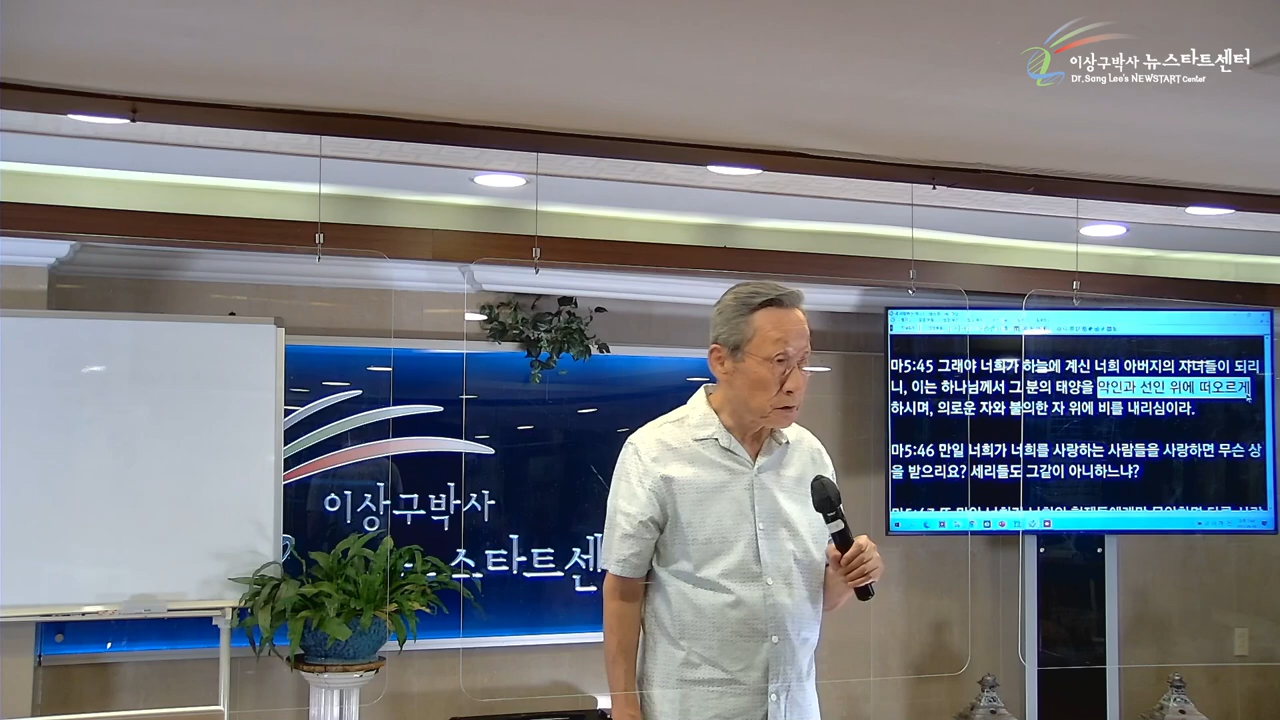 이상구박사 뉴스타트센터
Dr. Sang Lee's NEWSTART Center
마5:45 그래야 너희가 하늘에 계신 너희 아버지의 자녀들이 되리
니, 이는 하나님께서 그 분의 태양을 악인과 선인 위에 떠오르게
하시며, 의로운 자와 불의한 자 위에 비를 내리심이라.
마5:46 만일 너희가 너희를 사랑하는 사람들을 사랑하면 무슨 상
을 받으리요? 세리들도 그같이 아니하느냐?
이상구박사
스타트센